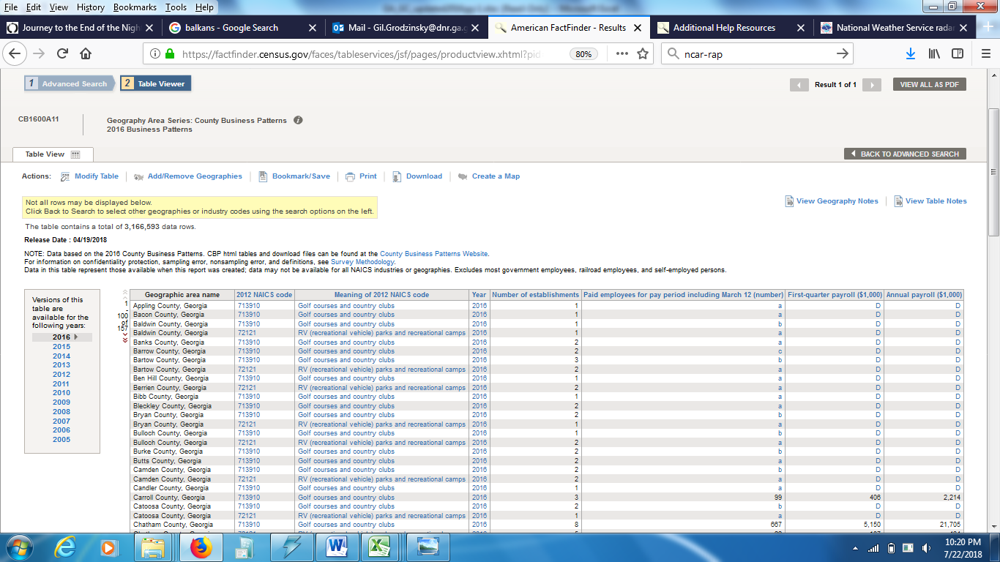 File Edit View History Bookmarks Tools Help
Journey to the End of the Nigh
balkans - Google Search
Mail - Gil.Grodzinsky@dnr.ga.g
American FactFinder - Results
Additional Help Resources
National Weather Service radar
https://factfinder.census.gov/faces/tableservices/jsf/pages/productview.xhtml?pid
80%
ncar-rap
1 Advanced Search 2 Table Viewer
Result 1 of 1
VIEW ALL AS PDF
CB1600A11
Geography Area Series: County Business Patterns
2016 Business Patterns
Table View
BACK TO ADVANCED SEARCH
Actions: Modify Table Add/Remove Geographies Bookmark/Save Print Download Create a Map
Not all rows may be displayed below.
Click Back to Search to select other geographies or industry codes using the search options on the left.
View Geography Notes View Table Notes
The table contains a total of 3,166,593 data rows.
Release Date : 04/19/2018
NOTE: Data based on the 2016 County Business Patterns. CBP html tables and download files can be found at the County Business Patterns Website.
For information on confidentiality protection, sampling error, nonsampling error, and definitions, see Survey Methodology.
Data in this table represent those available when this report was created; data may not be available for all NAICS industries or geographies. Excludes most government employees, railroad employees, and self-employed persons.
Versions of this
table are
available for the
following years:
2016
2015
2014
2013
2012
2011
2010
2009
2008
2007
2006
2005
1
-
100
of
157
Geographic area name 2012 NAICS code Meaning of 2012 NAICS code Year Number of establishments Paid employees for pay period including March 12 (number) First-quarter payroll ($1,000) Annual payroll ($1,000)
Appling County, Georgia 713910 Golf courses and country clubs 2016 1 a D D
Bacon County, Georgia 713910 Golf courses and country clubs 2016 1 a D D
Baldwin County, Georgia 713910 Golf courses and country clubs 2016 1 b D D
Baldwin County, Georgia 72121 RV (recreational vehicle) parks and recreational camps 2016 1 a D D
Banks County, Georgia 713910 Golf courses and country clubs 2016 2 a D D
Barrow County, Georgia 713910 Golf courses and country clubs 2016 2 c D D
Bartow County, Georgia 713910 Golf courses and country clubs 2016 3 b D D
Bartow County, Georgia 72121 RV (recreational vehicle) parks and recreational camps 2016 2 a D D
Ben Hill County, Georgia 713910 Golf courses and country clubs 2016 1 a D D
Berrien County, Georgia 72121 RV (recreational vehicle) parks and recreational camps 2016 2 a D D
Bibb County, Georgia 713910 Golf courses and country clubs 2016 1 a D D
Bleckley County, Georgia 713910 Golf courses and country clubs 2016 2 a D D
Bryan County, Georgia 713910 Golf courses and country clubs 2016 2 b D D
Bryan County, Georgia 72121 RV (recreational vehicle) parks and recreational camps 2016 1 a D D
Bulloch County, Georgia 713910 Golf courses and country clubs 2016 1 b D D
Bulloch County, Georgia 72121 RV (recreational vehicle) parks and recreational camps 2016 2 a D D
Burke County, Georgia 713910 Golf courses and country clubs 2016 2 b D D
Butts County, Georgia 713910 Golf courses and country clubs 2016 2 a D D
Camden County, Georgia 713910 Golf courses and country clubs 2016 2 b D D
Camden County, Georgia 72121 RV (recreational vehicle) parks and recreational camps 2016 2 a D D
Candler County, Georgia 713910 Golf courses and country clubs 2016 1 a D D
Carroll County, Georgia 713910 Golf courses and country clubs 2016 3 99 406 2,214
Catoosa County, Georgia 713910 Golf courses and country clubs 2016 2 b D D
Catoosa County, Georgia 72121 RV (recreational vehicle) parks and recreational camps 2016 1 a D D
Chatham County, Georgia 713910 Golf courses and country clubs 2016 8 667 5,150 21,705
10:20 PM
7/22/2018